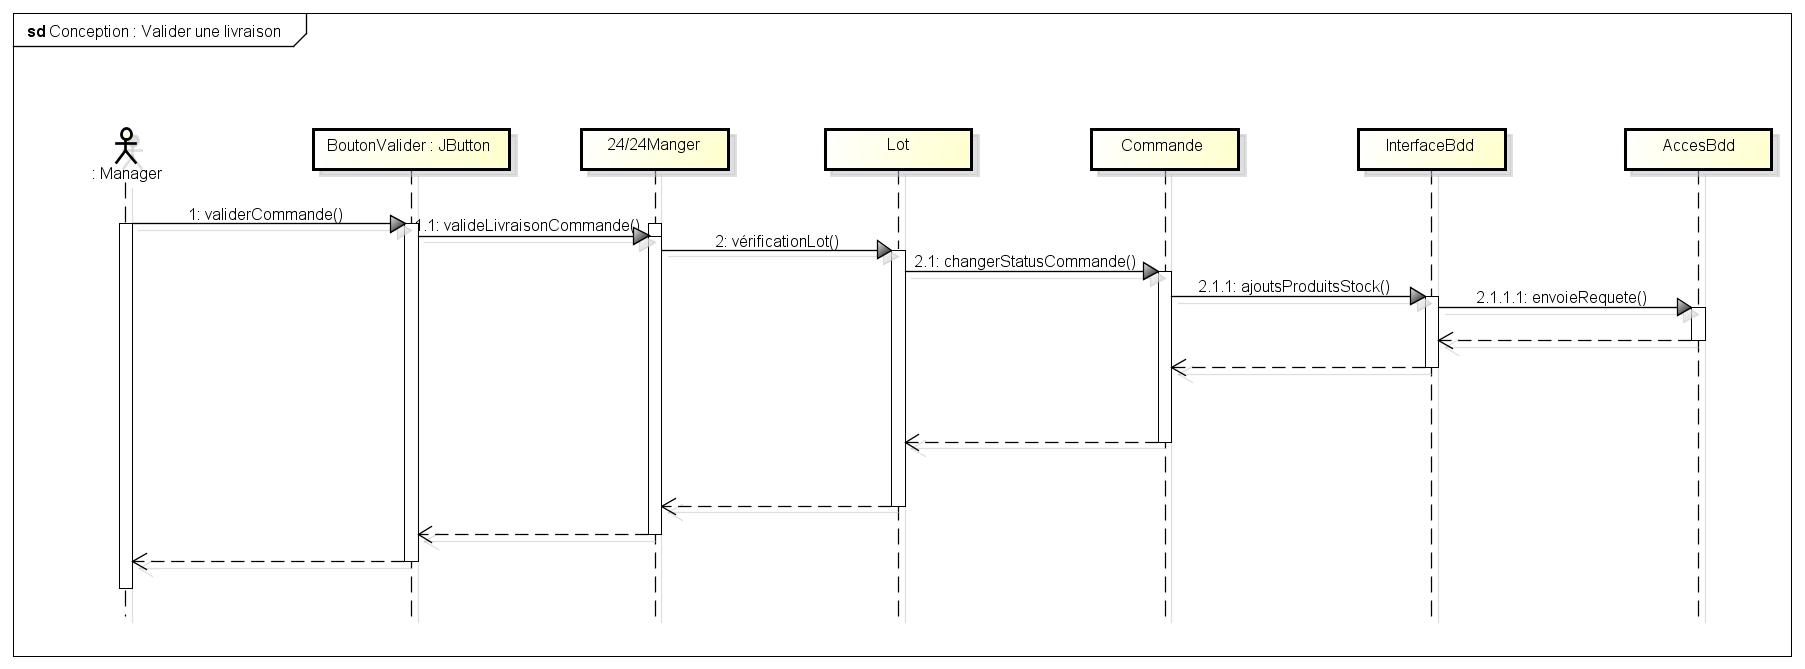 sd Conception : Valider une livraison
: Manager
BoutonValider : JButton
24/24Manger
Lot
Commande
InterfaceBdd
AccesBdd
1: validerCommande()
1.1: valideLivraisonCommande()
2: vérificationLot()
2.1: changerStatusCommande()
2.1.1: ajoutsProduitsStock()
2.1.1.1: envoieRequete()